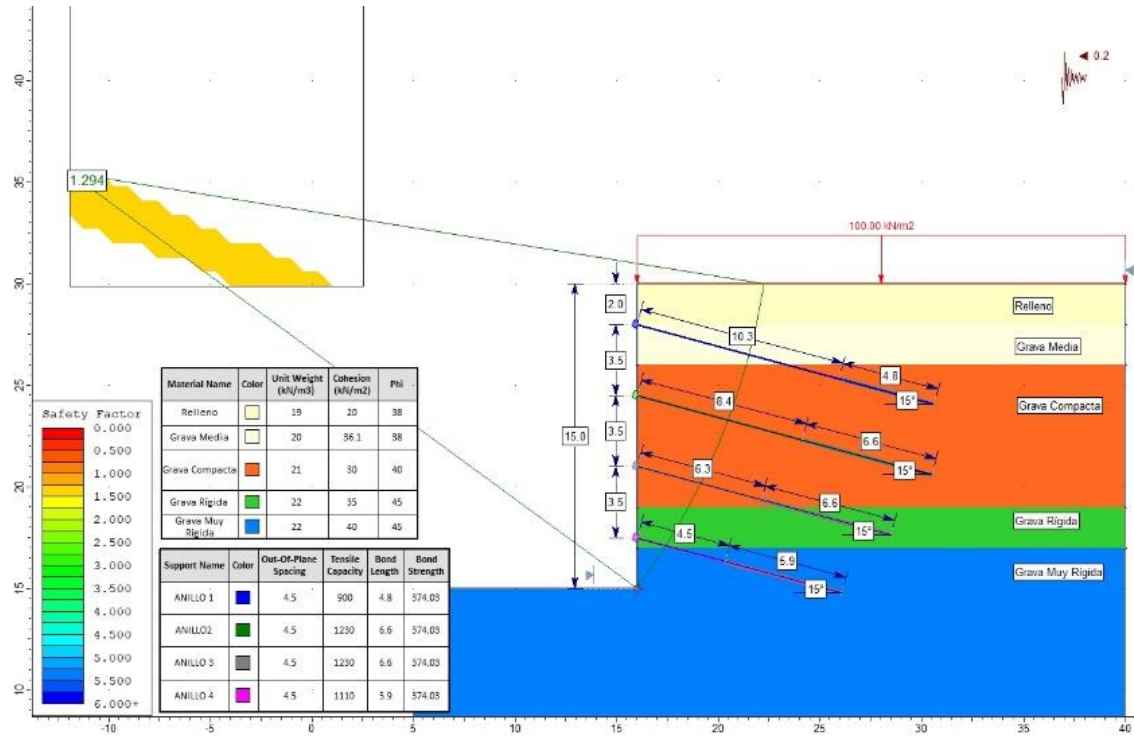 0.2
1.294
100.00 kN/m2
2.0
3.5
3.5
3.5
15.0
10.3
4.8
15°
8.4
6.6
15°
6.3
6.6
15°
4.5
5.9
15°
Relleno
Grava Media
Grava Compacta
Grava Rígida
Grava Muy Rígida
Material Name Color Unit Weight (kN/m3) Cohesion (kN/m2) Phi
Relleno 19 20 38
Grava Media 20 36.1 38
Grava Compacta 21 30 40
Grava Rígida 22 35 45
Grava Muy Rígida 22 40 45
Support Name Color Out-Of-Plane Spacing Tensile Capacity Bond Length Bond Strength
ANILLO 1 4.5 900 4.8 374.03
ANILLO2 4.5 1230 6.6 374.03
ANILLO 3 4.5 1230 6.6 374.03
ANILLO 4 4.5 1110 5.9 374.03
Safety Factor
0.000
0.500
1.000
1.500
2.000
2.500
3.000
3.500
4.000
4.500
5.000
5.500
6.000+
40
35
30
25
20
15
10
-10 -5 0 5 10 15 20 25 30 35 40